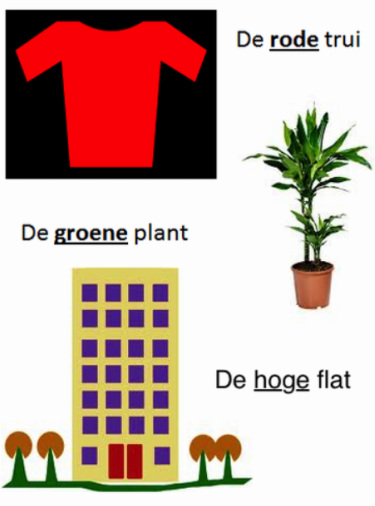 De rode trui
De groene plant
De hoge flat